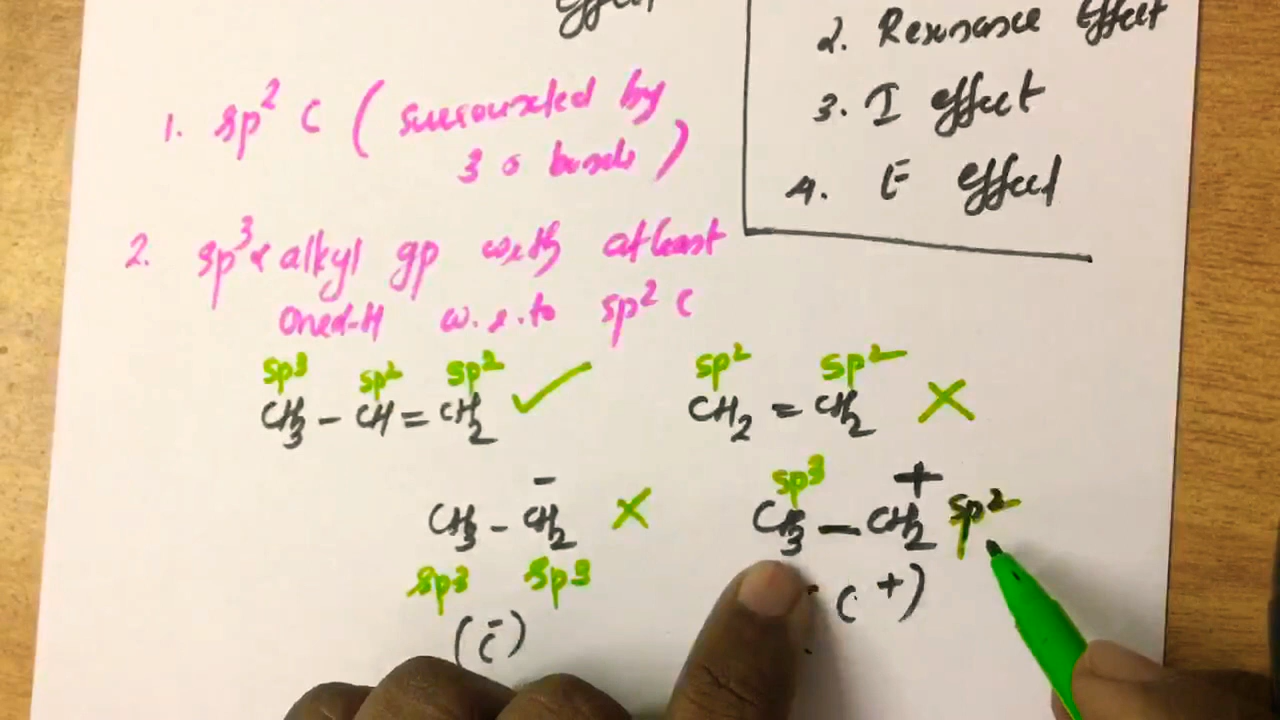 Effect
2. Resonance Effect
3. I effect
4. E effect
1. sp² C ( surrounded by
3 σ bonds )
2. sp³ α alkyl gp with atleast
one α-H w.r.to sp² C
sp³ sp² sp²
CH₃ - CH = CH₂ ✓
sp² sp²
CH₂ = CH₂ ✗
CH₃ - C̄H₂ ✗
sp³ sp³
(C̄)
sp³ +
CH₃ — CH₂ sp²
( C + )